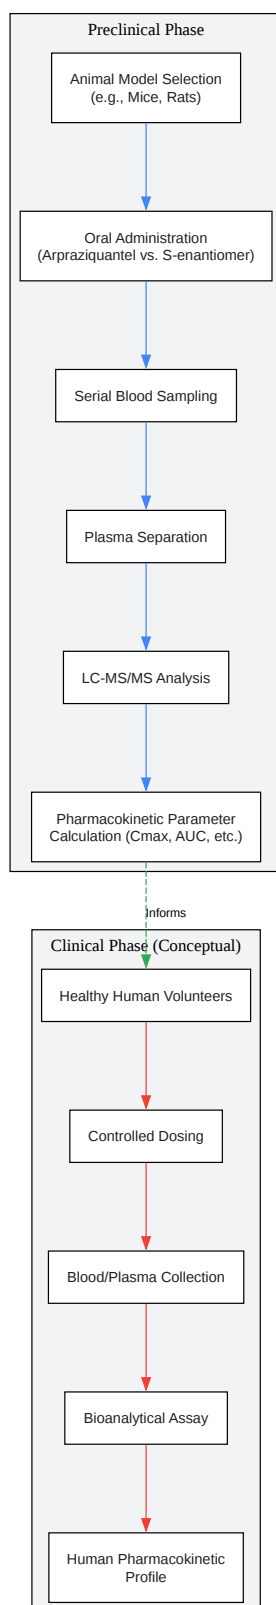 Preclinical Phase
Animal Model Selection
(e.g., Mice, Rats)
Oral Administration
(Arpraziquantel vs. S-enantiomer)
Serial Blood Sampling
Plasma Separation
LC-MS/MS Analysis
Pharmacokinetic Parameter
Calculation (Cmax, AUC, etc.)
Informs
Clinical Phase (Conceptual)
Healthy Human Volunteers
Controlled Dosing
Blood/Plasma Collection
Bioanalytical Assay
Human Pharmacokinetic
Profile